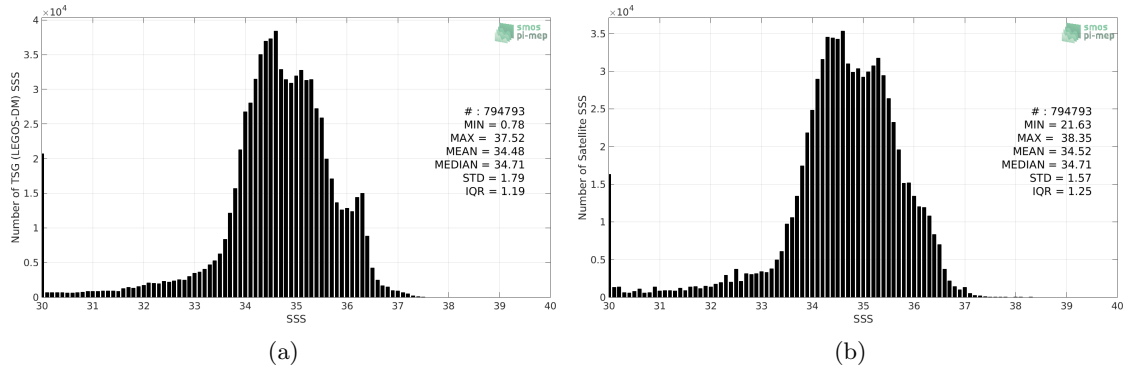 ×10⁴
4
3.5
3
2.5
2
1.5
1
0.5
0
Number of TSG (LEGOS-DM) SSS
smos
pi-mep
# : 794793
MIN = 0.78
MAX = 37.52
MEAN = 34.48
MEDIAN = 34.71
STD = 1.79
IQR = 1.19
30 31 32 33 34 35 36 37 38 39 40
SSS
(a)
×10⁴
3.5
3
2.5
2
1.5
1
0.5
0
Number of Satellite SSS
smos
pi-mep
# : 794793
MIN = 21.63
MAX = 38.35
MEAN = 34.52
MEDIAN = 34.71
STD = 1.57
IQR = 1.25
30 31 32 33 34 35 36 37 38 39 40
SSS
(b)